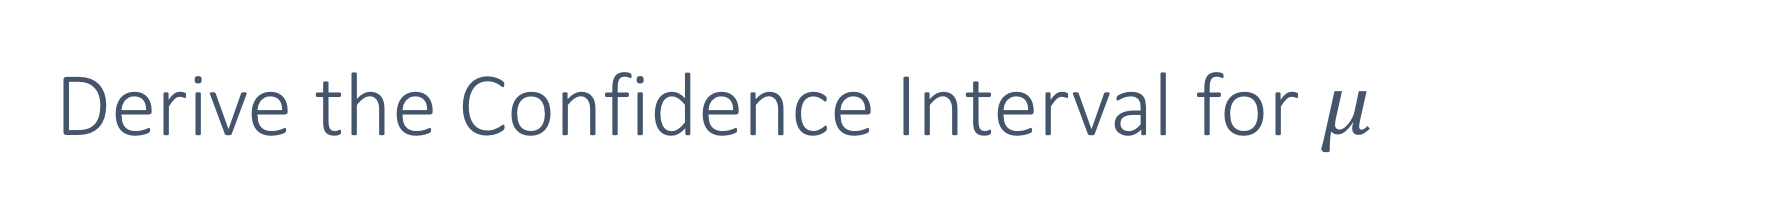 Derive the Confidence Interval for 𝜇